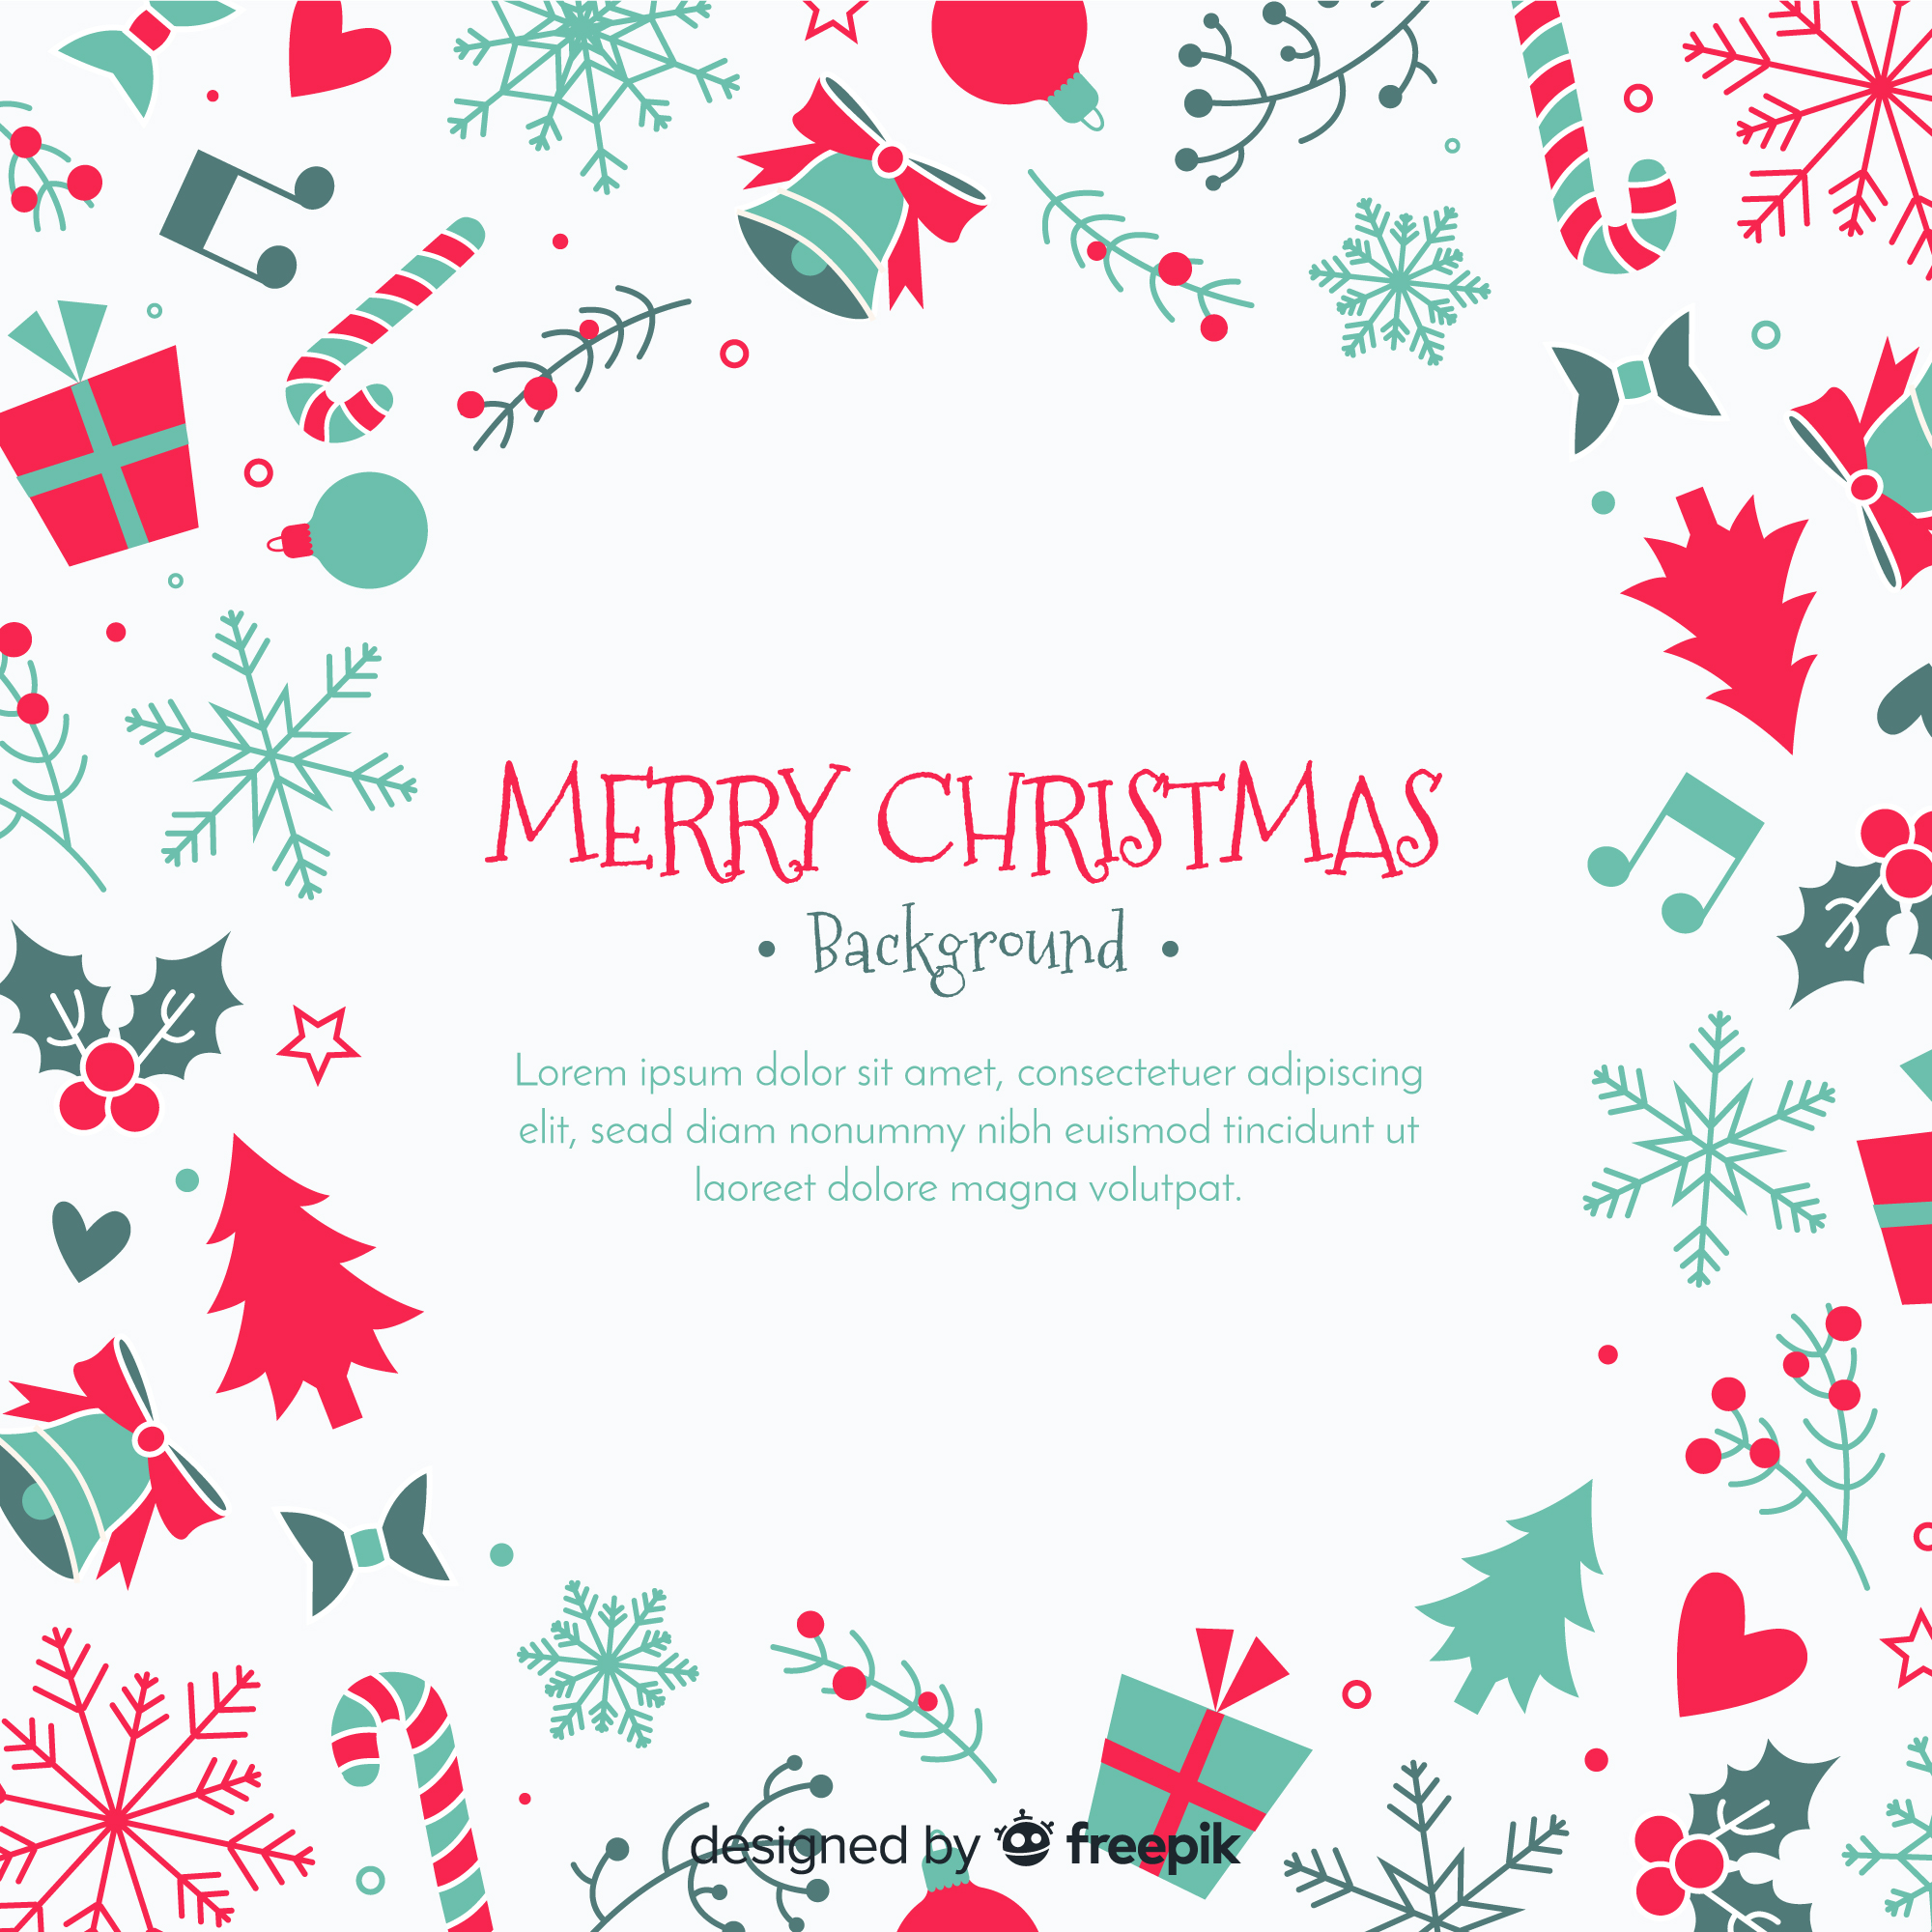 MERRY CHRISTMAS
• Background •
Lorem ipsum dolor sit amet, consectetuer adipiscing
elit, sead diam nonummy nibh euismod tincidunt ut
laoreet dolore magna volutpat.
designed by freepik